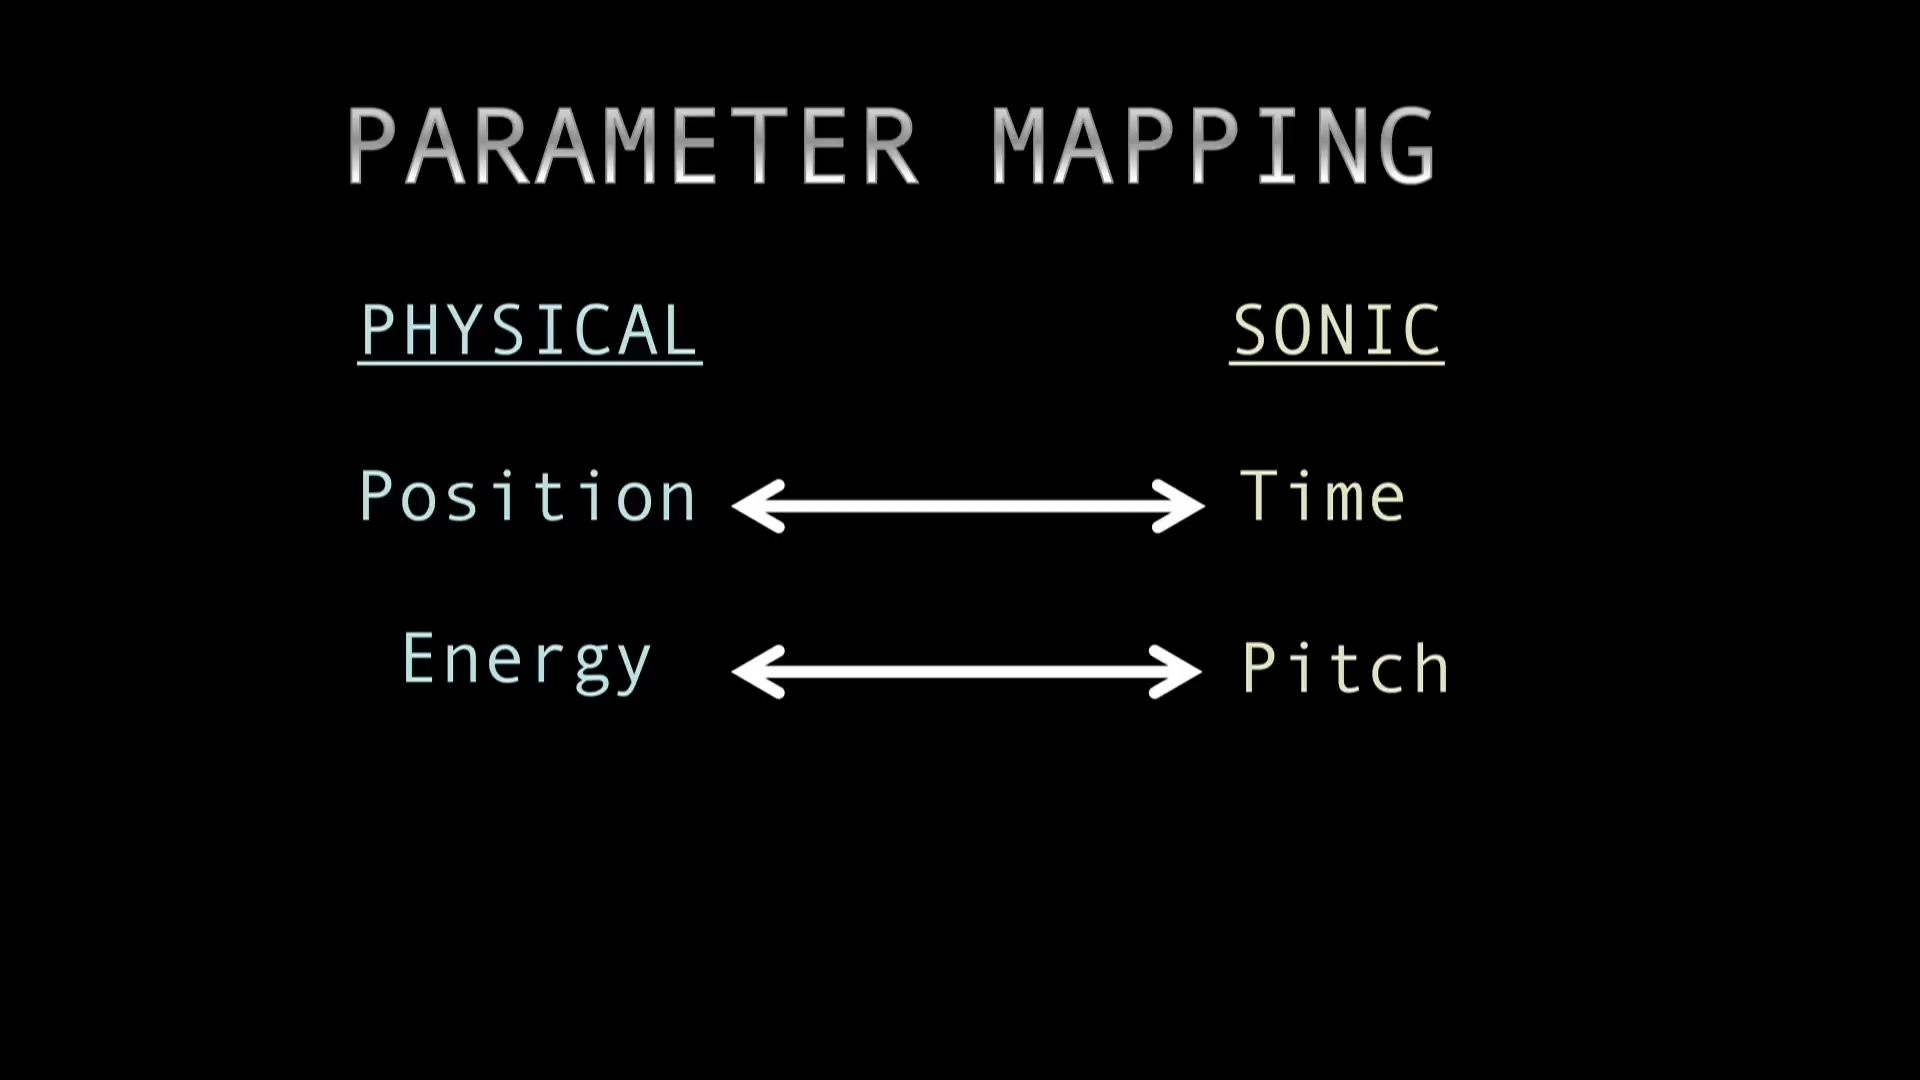 PARAMETER MAPPING
PHYSICAL SONIC
Position Time
Energy Pitch